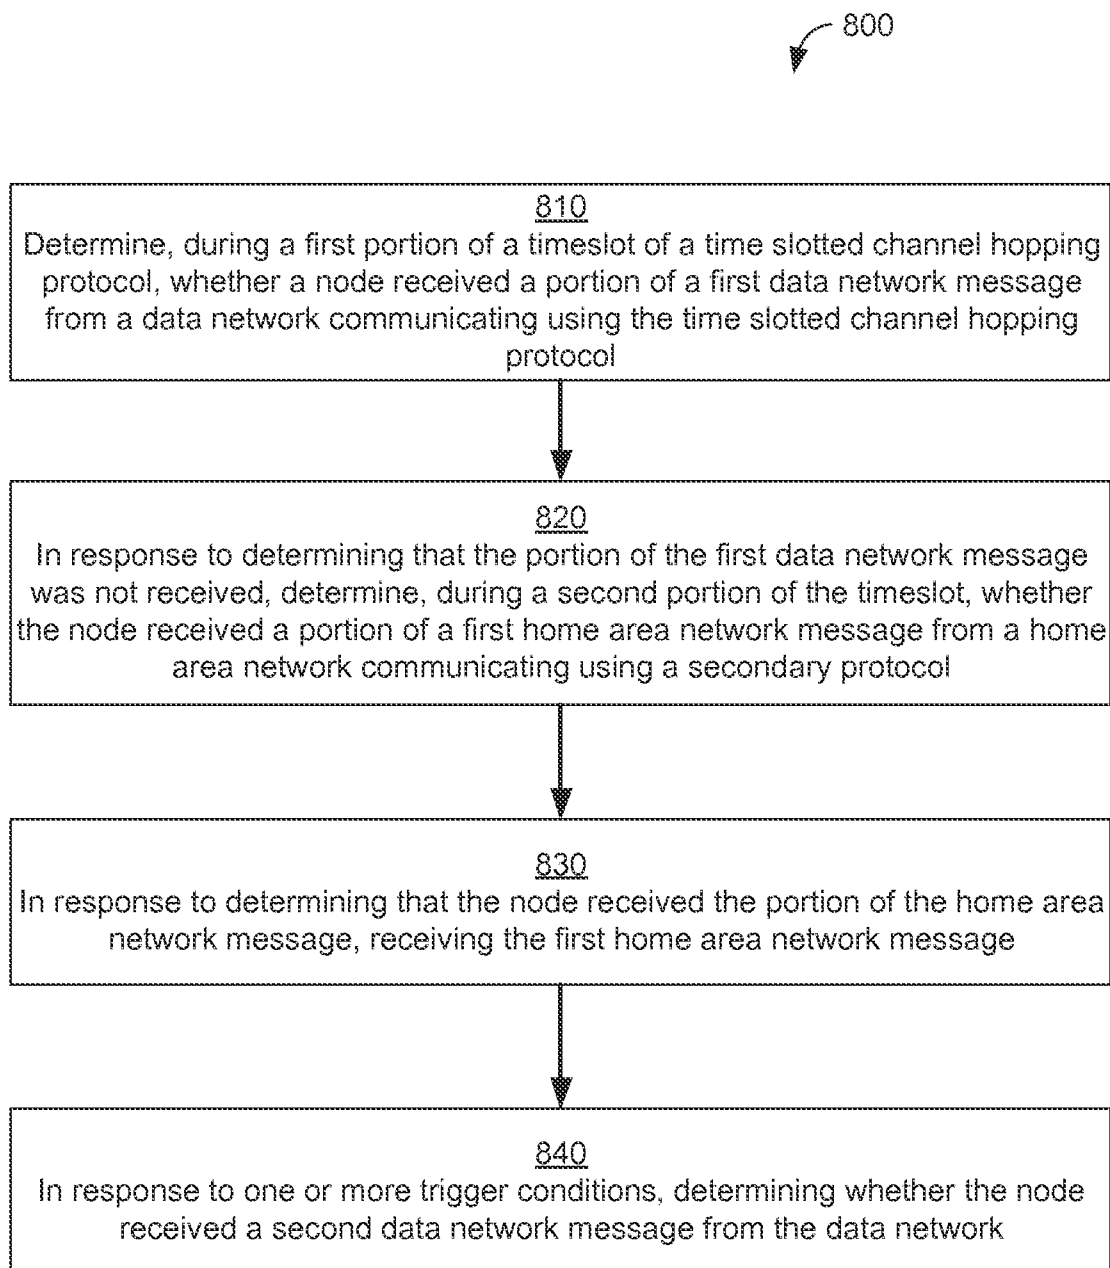 800
810
Determine, during a first portion of a timeslot of a time slotted channel hopping
protocol, whether a node received a portion of a first data network message
from a data network communicating using the time slotted channel hopping
protocol
820
In response to determining that the portion of the first data network message
was not received, determine, during a second portion of the timeslot, whether
the node received a portion of a first home area network message from a home
area network communicating using a secondary protocol
830
In response to determining that the node received the portion of the home area
network message, receiving the first home area network message
840
In response to one or more trigger conditions, determining whether the node
received a second data network message from the data network